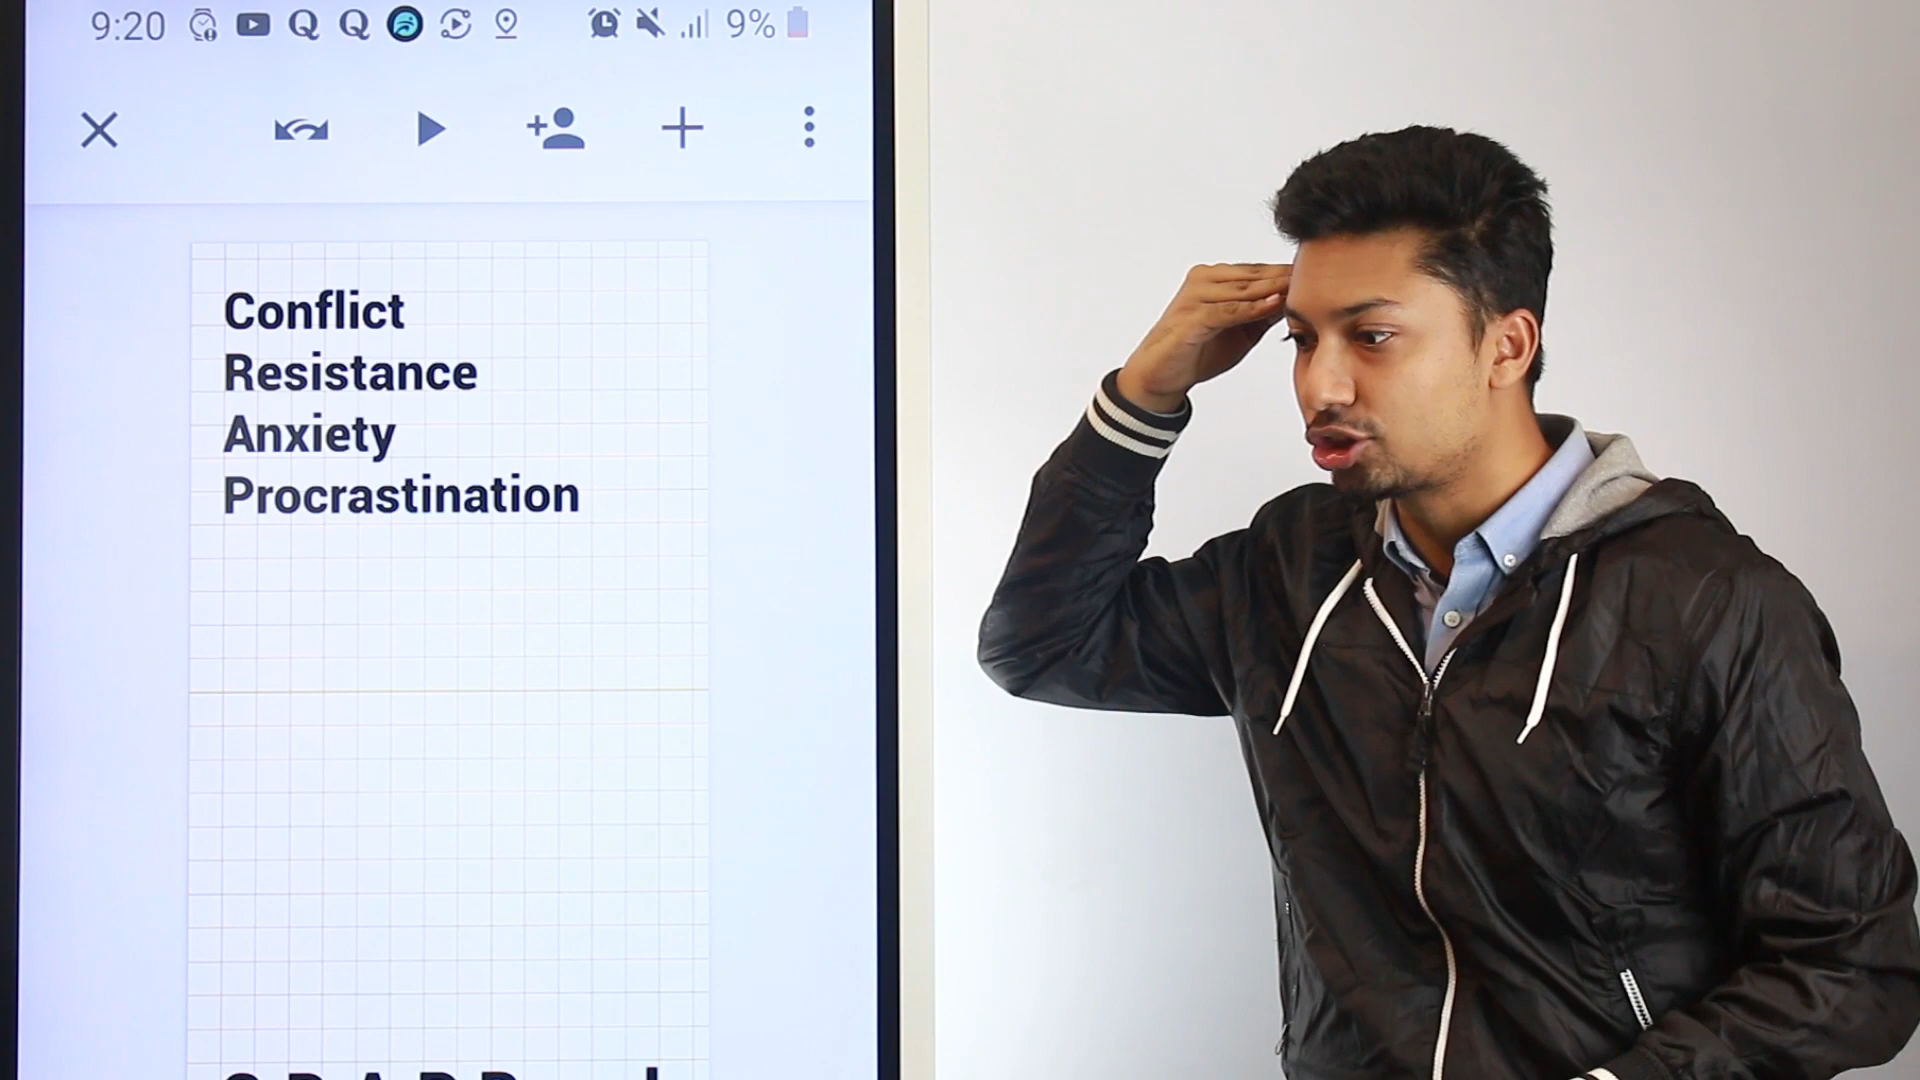 9:20 9%
Conflict
Resistance
Anxiety
Procrastination